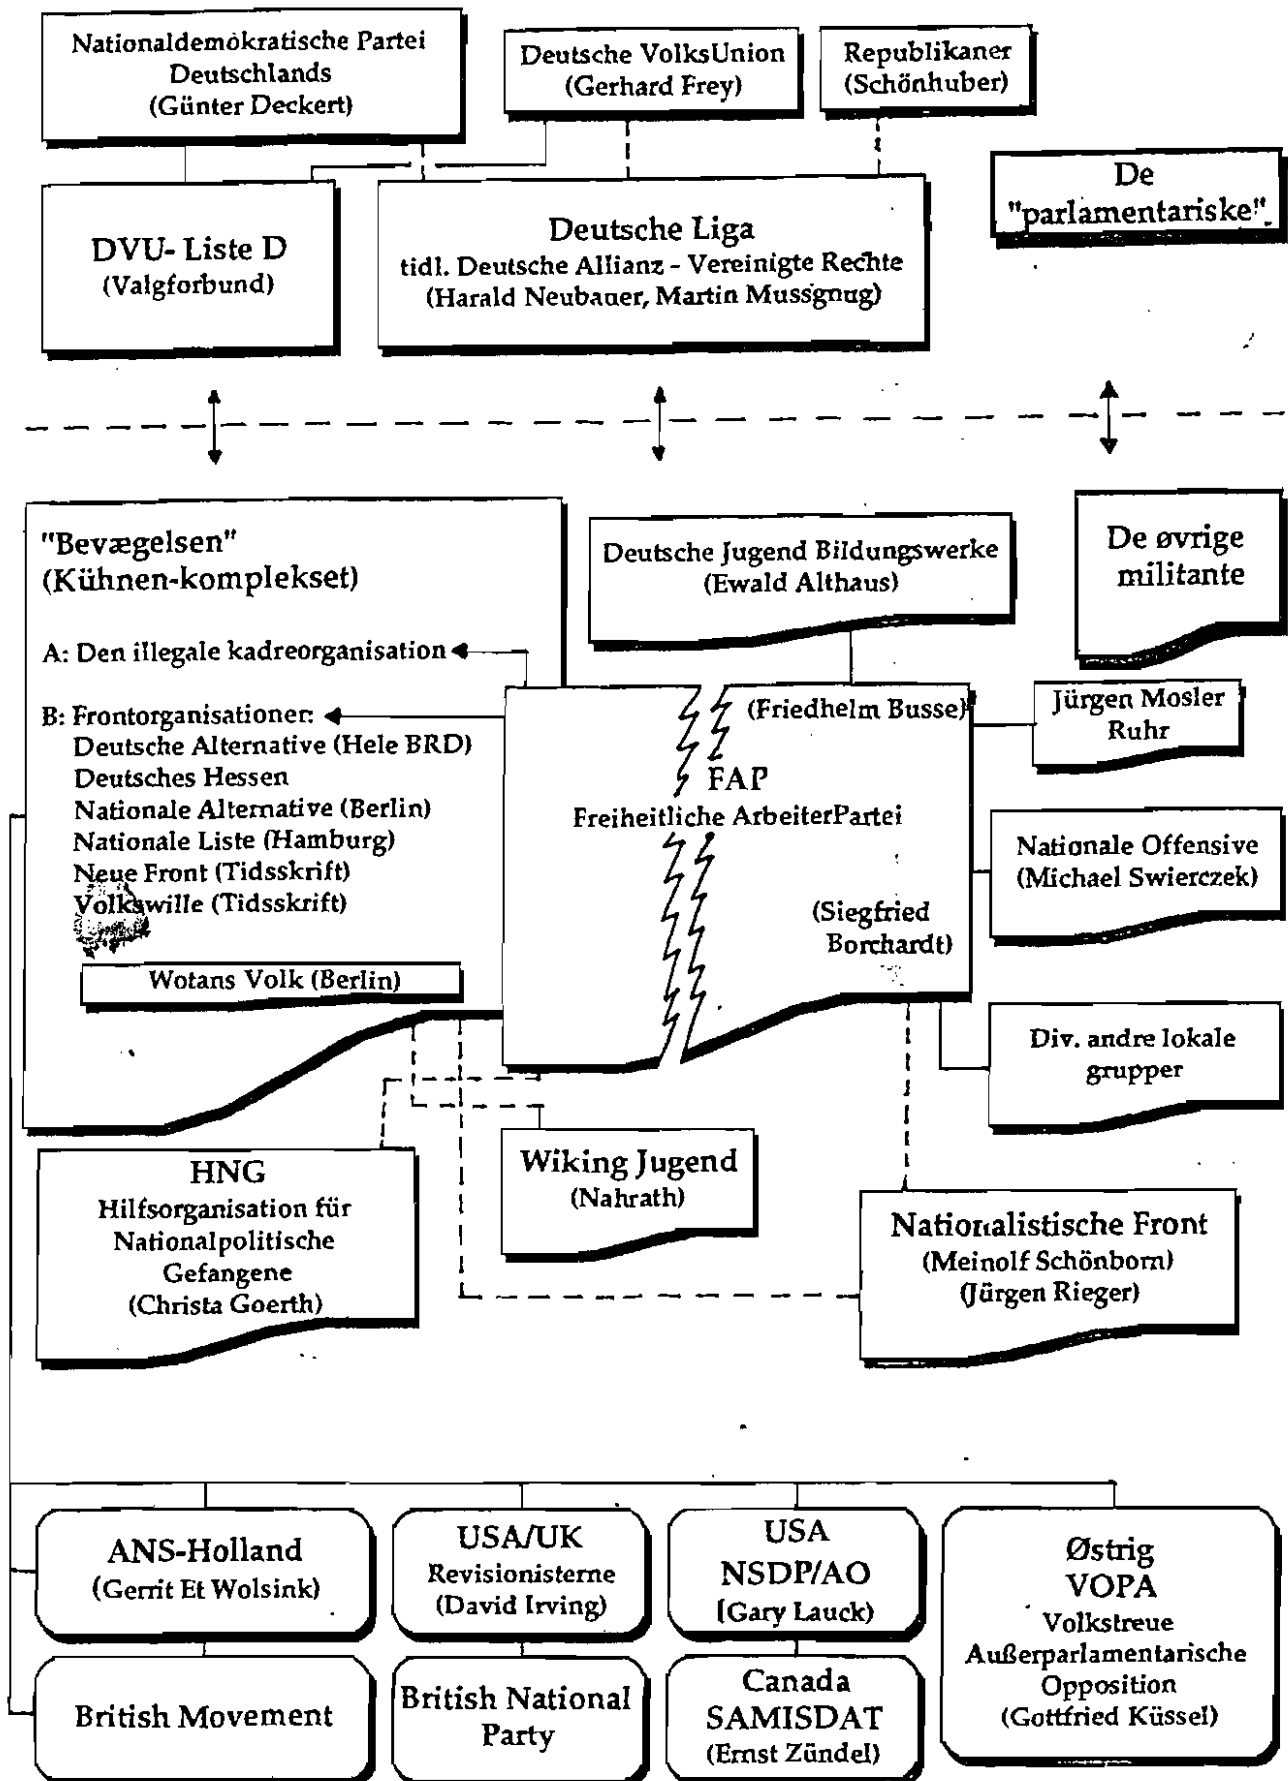 Nationaldemokratische Partei
Deutschlands
(Günter Deckert)
Deutsche VolksUnion
(Gerhard Frey)
Republikaner
(Schönhuber)
DVU- Liste D
(Valgforbund)
Deutsche Liga
tidl. Deutsche Allianz - Vereinigte Rechte
(Harald Neubauer, Martin Mussgnug)
De
"parlamentariske"
"Bevægelsen"
(Kühnen-komplekset)
A: Den illegale kadreorganisation
B: Frontorganisationer:
Deutsche Alternative (Hele BRD)
Deutsches Hessen
Nationale Alternative (Berlin)
Nationale Liste (Hamburg)
Neue Front (Tidsskrift)
Volkswille (Tidsskrift)
Wotans Volk (Berlin)
Deutsche Jugend Bildungswerke
(Ewald Althaus)
De øvrige
militante
(Friedhelm Busse)
FAP
Freiheitliche ArbeiterPartei
(Siegfried
Borchardt)
Jürgen Mosler
Ruhr
Nationale Offensive
(Michael Swierczek)
Div. andre lokale
grupper
HNG
Hilfsorganisation für
Nationalpolitische
Gefangene
(Christa Goerth)
Wiking Jugend
(Nahrath)
Nationalistische Front
(Meinolf Schönborn)
(Jürgen Rieger)
ANS-Holland
(Gerrit Et Wolsink)
USA/UK
Revisionisterne
(David Irving)
USA
NSDP/AO
[Gary Lauck)
Østrig
VOPA
Volkstreue
Außerparlamentarische
Opposition
(Gottfried Küssel)
British Movement
British National
Party
Canada
SAMISDAT
(Ernst Zündel)